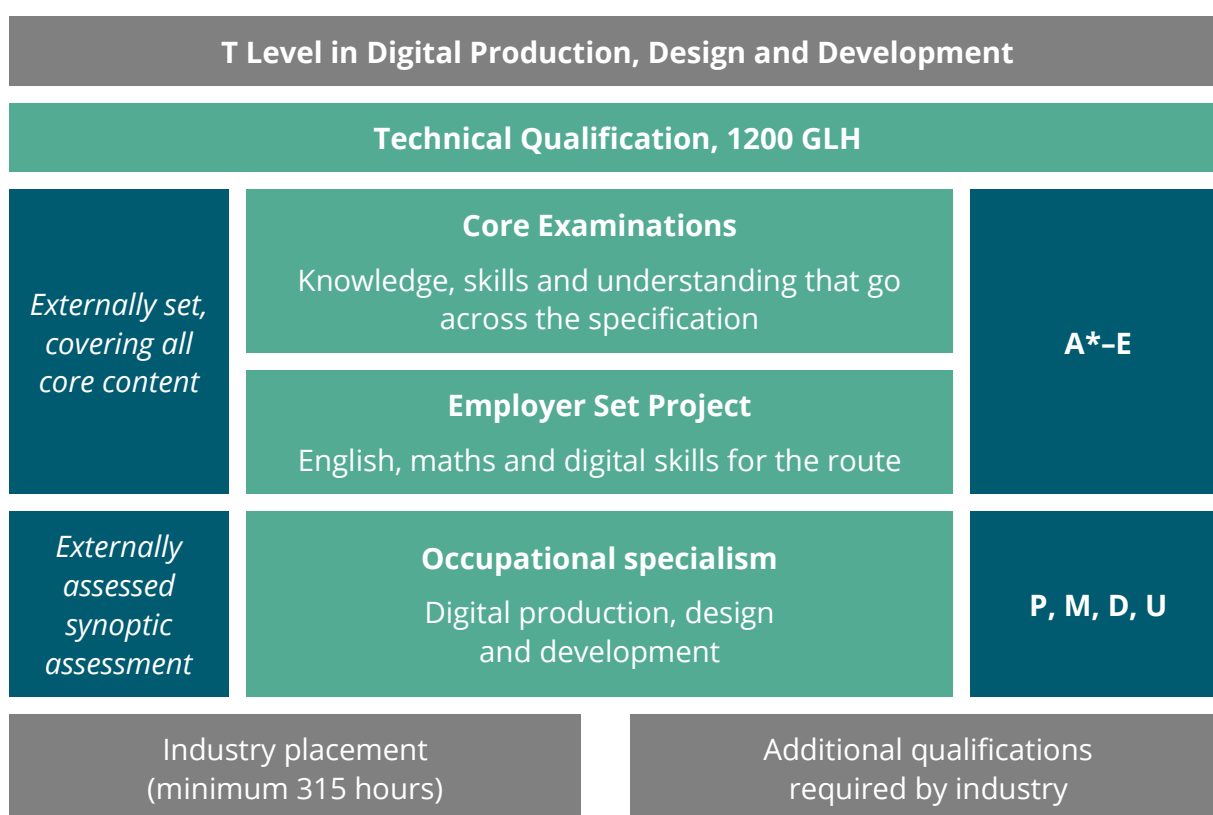 T Level in Digital Production, Design and Development
Technical Qualification, 1200 GLH
Externally set,
covering all
core content
Core Examinations
Knowledge, skills and understanding that go
across the specification
Employer Set Project
English, maths and digital skills for the route
A*–E
Externally
assessed
synoptic
assessment
Occupational specialism
Digital production, design
and development
P, M, D, U
Industry placement
(minimum 315 hours)
Additional qualifications
required by industry